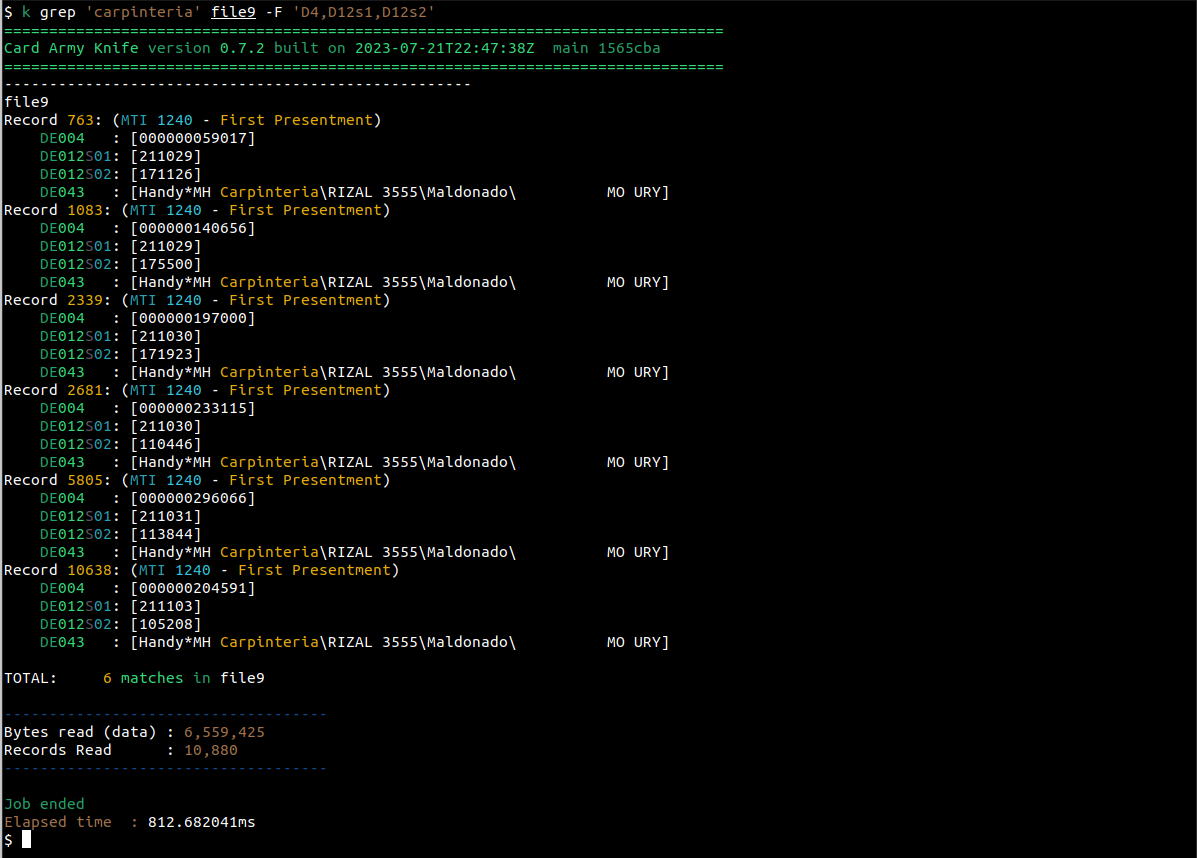 $ k grep 'carpinteria' file9 -F 'D4,D12s1,D12s2'
================================================================================
Card Army Knife version 0.7.2 built on 2023-07-21T22:47:38Z  main 1565cba
================================================================================
----------------------------------------------------
file9
Record 763: (MTI 1240 - First Presentment)
    DE004   : [000000059017]
    DE012S01: [211029]
    DE012S02: [171126]
    DE043   : [Handy*MH Carpinteria\RIZAL 3555\Maldonado\          MO URY]
Record 1083: (MTI 1240 - First Presentment)
    DE004   : [000000140656]
    DE012S01: [211029]
    DE012S02: [175500]
    DE043   : [Handy*MH Carpinteria\RIZAL 3555\Maldonado\          MO URY]
Record 2339: (MTI 1240 - First Presentment)
    DE004   : [000000197000]
    DE012S01: [211030]
    DE012S02: [171923]
    DE043   : [Handy*MH Carpinteria\RIZAL 3555\Maldonado\          MO URY]
Record 2681: (MTI 1240 - First Presentment)
    DE004   : [000000233115]
    DE012S01: [211030]
    DE012S02: [110446]
    DE043   : [Handy*MH Carpinteria\RIZAL 3555\Maldonado\          MO URY]
Record 5805: (MTI 1240 - First Presentment)
    DE004   : [000000296066]
    DE012S01: [211031]
    DE012S02: [113844]
    DE043   : [Handy*MH Carpinteria\RIZAL 3555\Maldonado\          MO URY]
Record 10638: (MTI 1240 - First Presentment)
    DE004   : [000000204591]
    DE012S01: [211103]
    DE012S02: [105208]
    DE043   : [Handy*MH Carpinteria\RIZAL 3555\Maldonado\          MO URY]
TOTAL:     6 matches in file9
------------------------------------
Bytes read (data) : 6,559,425
Records Read      : 10,880
------------------------------------
Job ended
Elapsed time  : 812.682041ms
$